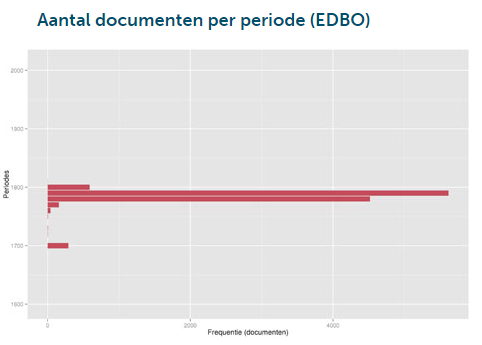 Aantal documenten per periode (EDBO)
2000
1900
1800
1700
1600
Periodes
0
2000
4000
Frequentie (documenten)